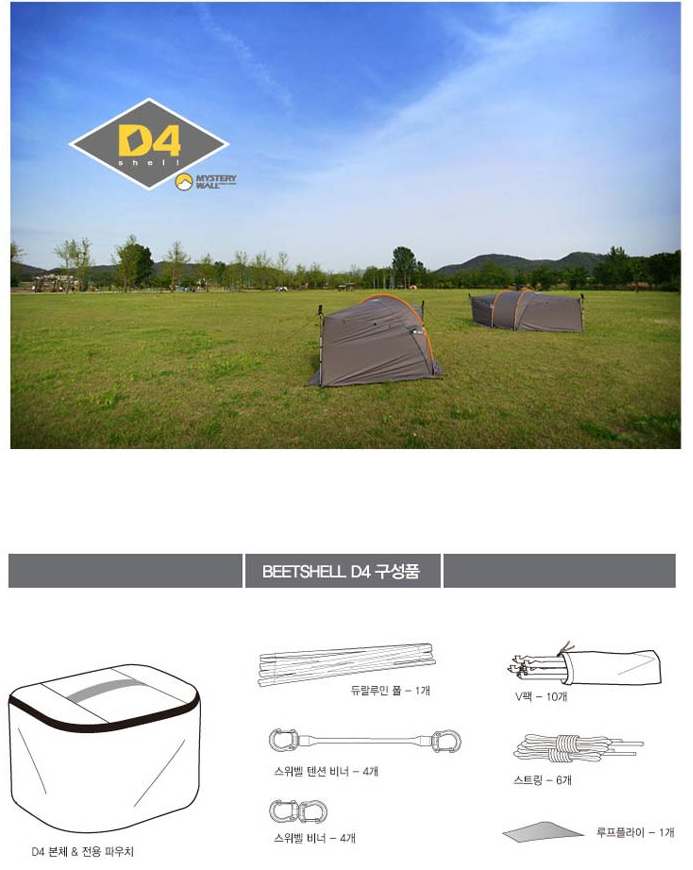 D4
shell
MYSTERY
WALL
BEETSHELL D4 구성품
듀랄루민 폴 – 1개
V팩 – 10개
스위벨 텐션 비너 – 4개
스트링 – 6개
스위벨 비너 – 4개
루프플라이 – 1개
D4 본체 & 전용 파우치